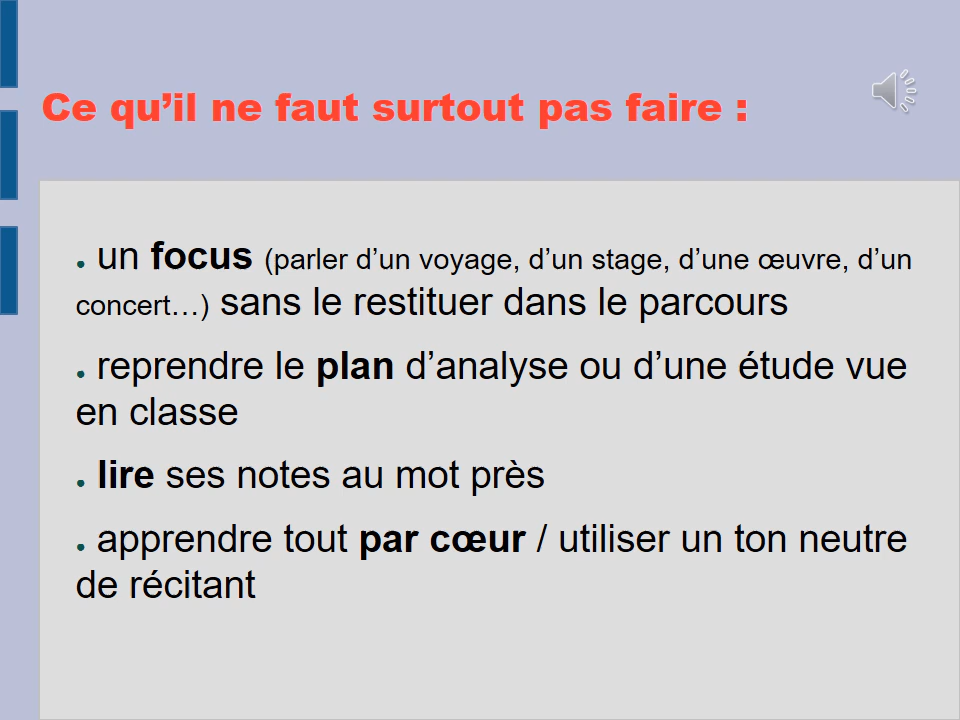 Ce qu’il ne faut surtout pas faire :
● un focus (parler d’un voyage, d’un stage, d’une œuvre, d’un
concert…) sans le restituer dans le parcours
● reprendre le plan d’analyse ou d’une étude vue
en classe
● lire ses notes au mot près
● apprendre tout par cœur / utiliser un ton neutre
de récitant